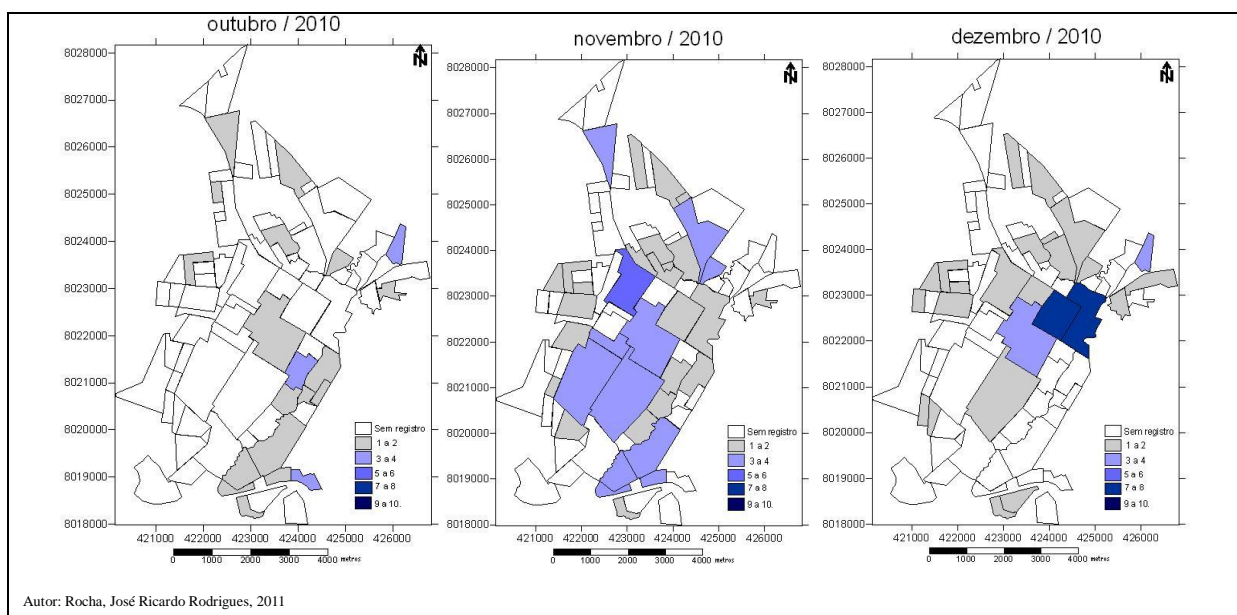 outubro / 2010
N
8028000
8027000
8026000
8025000
8024000
8023000
8022000
8021000
8020000
8019000
8018000
421000 422000 423000 424000 425000 426000
0 1000 2000 3000 4000 metros
Sem registro
1 a 2
3 a 4
5 a 6
7 a 8
9 a 10.
novembro / 2010
N
8028000
8027000
8026000
8025000
8024000
8023000
8022000
8021000
8020000
8019000
8018000
421000 422000 423000 424000 425000 426000
0 1000 2000 3000 4000 metros
Sem registro
1 a 2
3 a 4
5 a 6
7 a 8
9 a 10.
dezembro / 2010
N
8028000
8027000
8026000
8025000
8024000
8023000
8022000
8021000
8020000
8019000
8018000
421000 422000 423000 424000 425000 426000
0 1000 2000 3000 4000 metros
Sem registro
1 a 2
3 a 4
5 a 6
7 a 8
9 a 10.
Autor: Rocha, José Ricardo Rodrigues, 2011